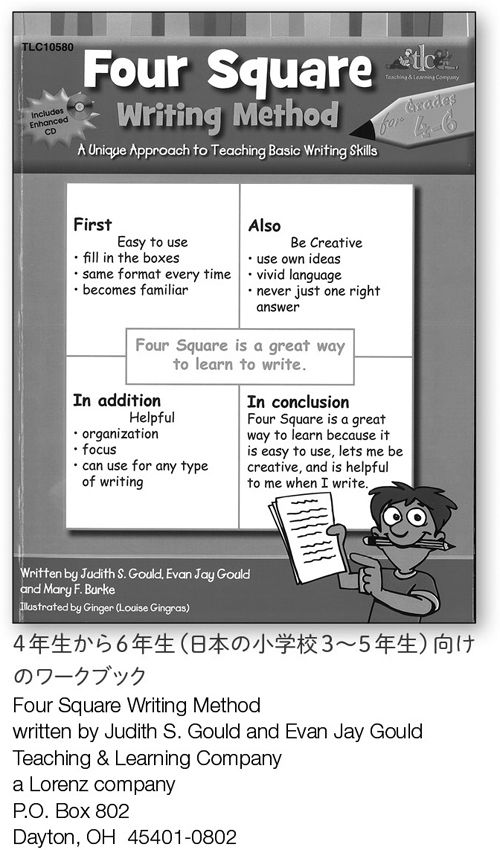 TLC10580
Four Square
Writing Method
A Unique Approach to Teaching Basic Writing Skills
tlc
Teaching & Learning Company
Includes
Enhanced
CD
for Grades
4–6
First
Easy to use
• fill in the boxes
• same format every time
• becomes familiar
Also
Be Creative
• use own ideas
• vivid language
• never just one right
answer
Four Square is a great way
to learn to write.
In addition
Helpful
• organization
• focus
• can use for any type
of writing
In conclusion
Four Square is a great
way to learn because it
is easy to use, lets me be
creative, and is helpful
to me when I write.
Written by Judith S. Gould, Evan Jay Gould
and Mary F. Burke
Illustrated by Ginger (Louise Gingras)
4年生から6年生（日本の小学校3～5年生）向け
のワークブック
Four Square Writing Method
written by Judith S. Gould and Evan Jay Gould
Teaching & Learning Company
a Lorenz company
P.O. Box 802
Dayton, OH 45401-0802